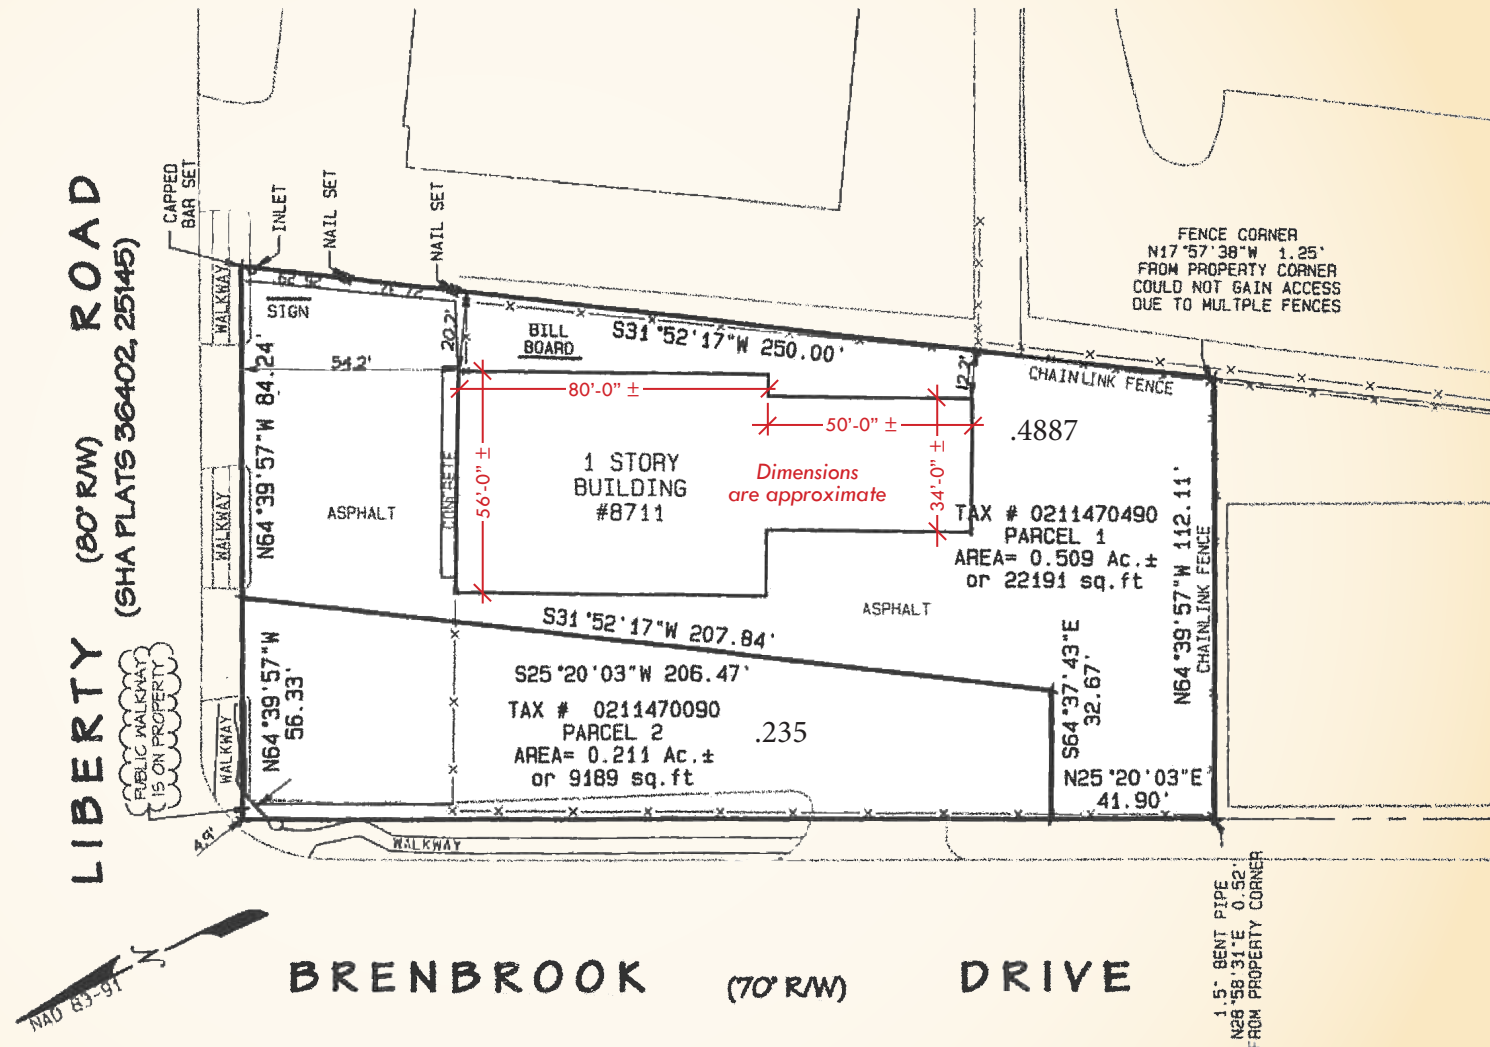 LIBERTY ROAD
(80' R/W)
(SHA PLATS 36402, 25145)
CAPPED
BAR SET
INLET
NAIL SET
NAIL SET
WALKWAY
SIGN
20.2'
BILL
BOARD
S31°52'17"W 250.00'
12.2'
CHAINLINK FENCE
FENCE CORNER
N17°57'38"W 1.25'
FROM PROPERTY CORNER
COULD NOT GAIN ACCESS
DUE TO MULTPLE FENCES
54.2'
N64°39'57"W 84.24'
80'-0" ±
50'-0" ±
56'-0" ±
34'-0" ±
.4887
1 STORY
BUILDING
#8711
Dimensions
are approximate
CONCRETE
ASPHALT
WALKWAY
TAX # 0211470490
PARCEL 1
AREA= 0.509 Ac.±
or 22191 sq.ft
N64°39'57"W 112.11'
CHAINLINK FENCE
ASPHALT
S31°52'17"W 207.84'
S25°20'03"W 206.47'
N64°39'57"W
56.33'
PUBLIC WALKWAY
IS ON PROPERTY
WALKWAY
TAX # 0211470090
PARCEL 2
AREA= 0.211 Ac.±
or 9189 sq.ft
.235
S64°37'43"E
32.67'
N25°20'03"E
41.90'
WALKWAY
1.5" BENT PIPE
N28°58'31"E 0.52'
FROM PROPERTY CORNER
N
NAD 83-91
BRENBROOK (70' R/W) DRIVE